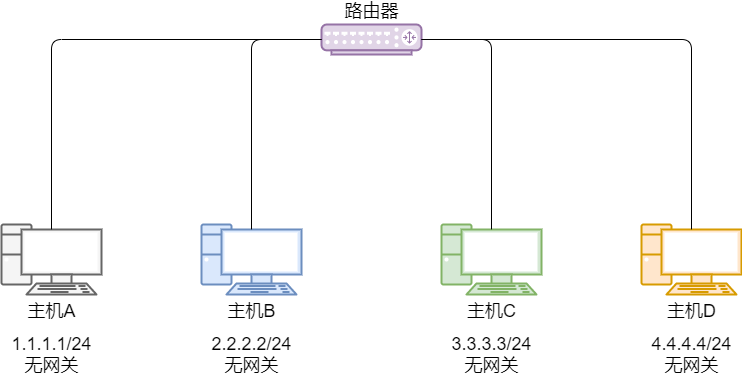 路由器
主机A
主机B
主机C
主机D
1.1.1.1/24
无网关
2.2.2.2/24
无网关
3.3.3.3/24
无网关
4.4.4.4/24
无网关